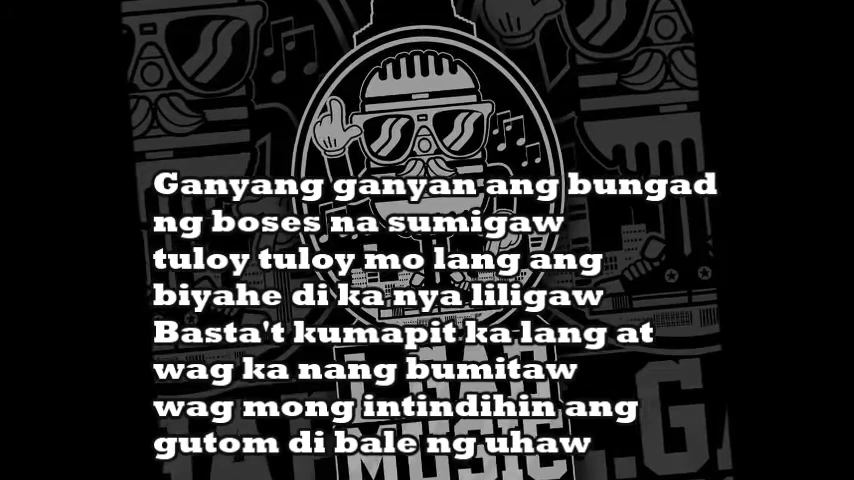 Ganyang ganyan ang bungad
ng boses na sumigaw
tuloy tuloy mo lang ang
biyahe di ka nya liligaw
Basta't kumapit ka lang at
wag ka nang bumitaw
wag mong intindihin ang
gutom di bale ng uhaw
MUSIC